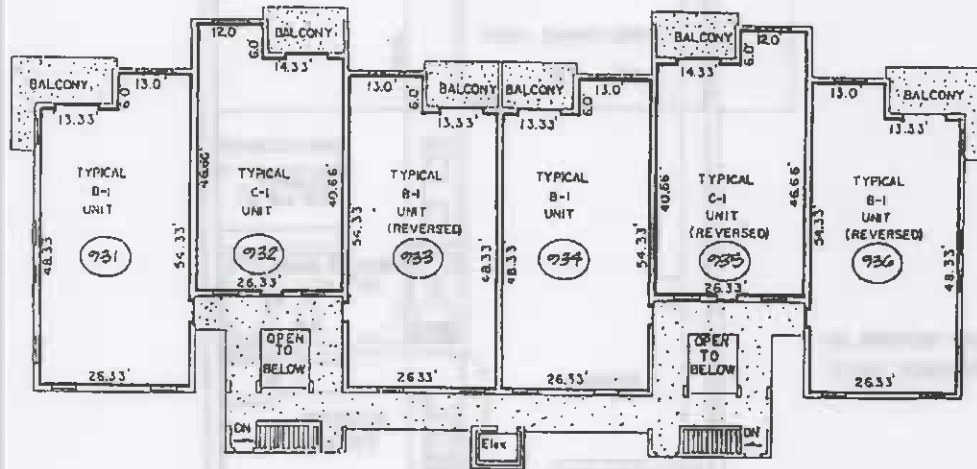 12.0'
6.0'
BALCONY
14.33'
BALCONY
13.0'
6.0'
13.33'
TYPICAL
B-1
UNIT
931
48.33'
54.33'
26.33'
46.66'
TYPICAL
C-1
UNIT
932
40.66'
26.33'
13.0'
6.0'
BALCONY
13.33'
TYPICAL
B-1
UNIT
(REVERSED)
933
54.33'
48.33'
26.33'
BALCONY
13.0'
6.0'
13.33'
TYPICAL
B-1
UNIT
934
48.33'
54.33'
26.33'
BALCONY
12.0'
6.0'
14.33'
TYPICAL
C-1
UNIT
(REVERSED)
935
40.66'
46.66'
26.33'
13.0'
6.0'
BALCONY
13.33'
TYPICAL
B-1
UNIT
(REVERSED)
936
54.33'
48.33'
26.33'
OPEN
TO
BELOW
OPEN
TO
BELOW
DN
Elev
DN